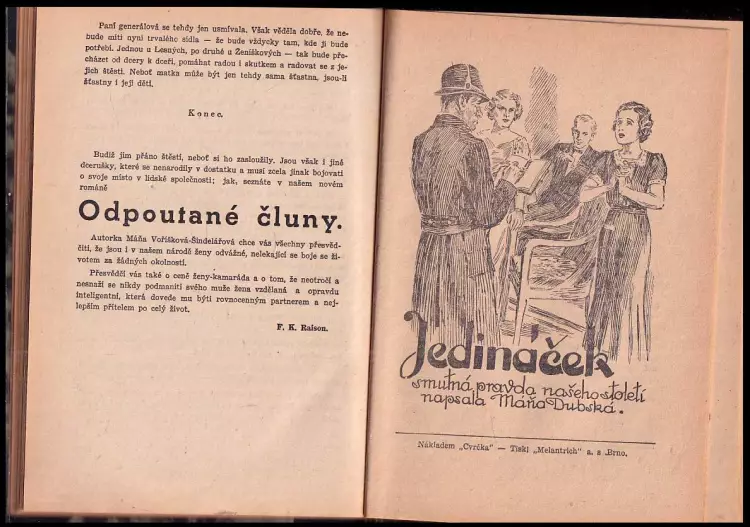 Paní generálová se tehdy jen usmívala. Však věděla dobře, že ne-
bude míti nyní trvalého sídla — že bude vždycky tam, kde jí bude
potřebí. Jednou u Lesných, po druhé u Ženíškových — tak bude pře-
cházet od dcery k dceři, pomáhat radou i skutkem a radovat se z je-
jich štěstí. Neboť matka může být jen tehdy sama šťastna, jsou-li
šťastny i její děti.
Konec.
Budiž jim přáno štěstí, neboť si ho zasloužily. Jsou však i jiné
dcerušky, které se nenarodily v dostatku a musí zcela jinak bojovati
o svoje místo v lidské společnosti; jak, seznáte v našem novém
románě
Odpoutané čluny.
Autorka Máňa Voříšková-Šindelářová chce vás všechny přesvěd-
čiti, že jsou i v našem národě ženy odvážné, nelekající se boje se ži-
votem za žádných okolností.
Přesvědčí vás také o ceně ženy-kamaráda a o tom, že neotročí a
nesnaží se nikdy podmaniti svého muže žena vzdělaná a opravdu
inteligentní, která dovede mu býti rovnocenným partnerem a nej-
lepším přítelem po celý život.
F. K. Raison.
Jedináček
smutná pravda našeho století
napsala Máňa Dubská.
Nákladem „Cvrčka" — Tiskl „Melantrich" a. s Brno.